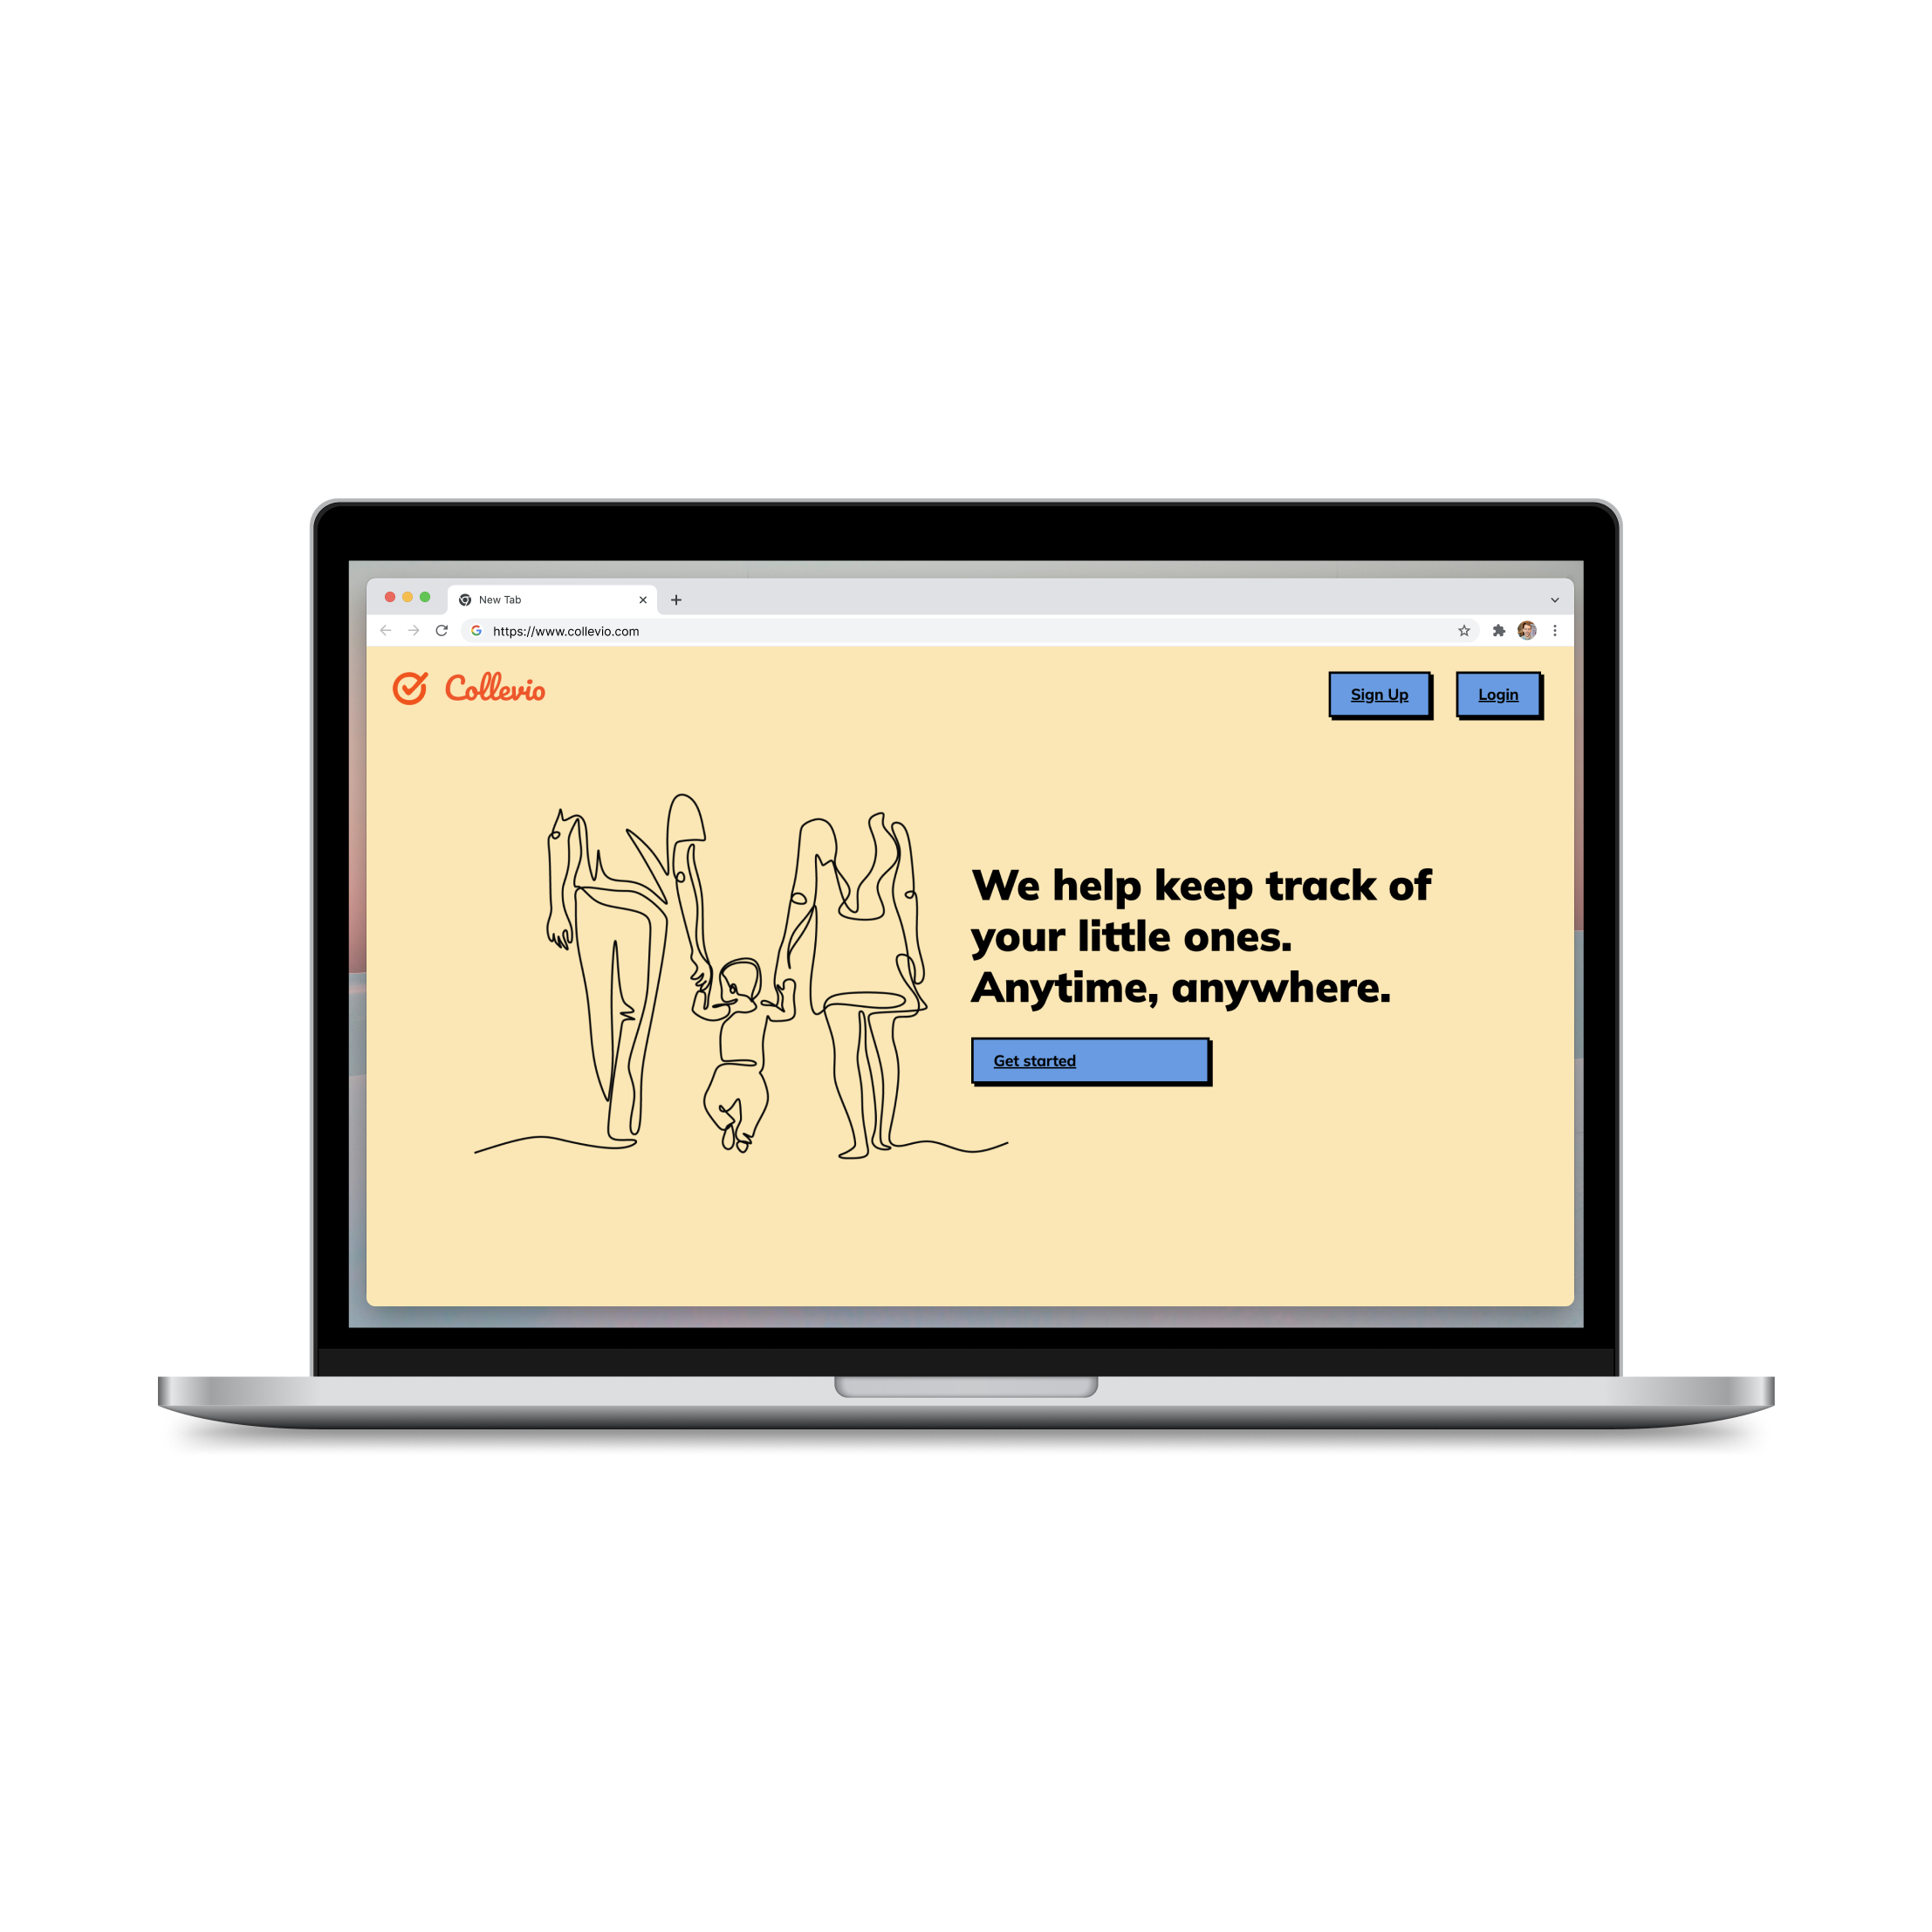 New Tab
https://www.collevio.com
Collevio
Sign Up
Login
We help keep track of
your little ones.
Anytime, anywhere.
Get started